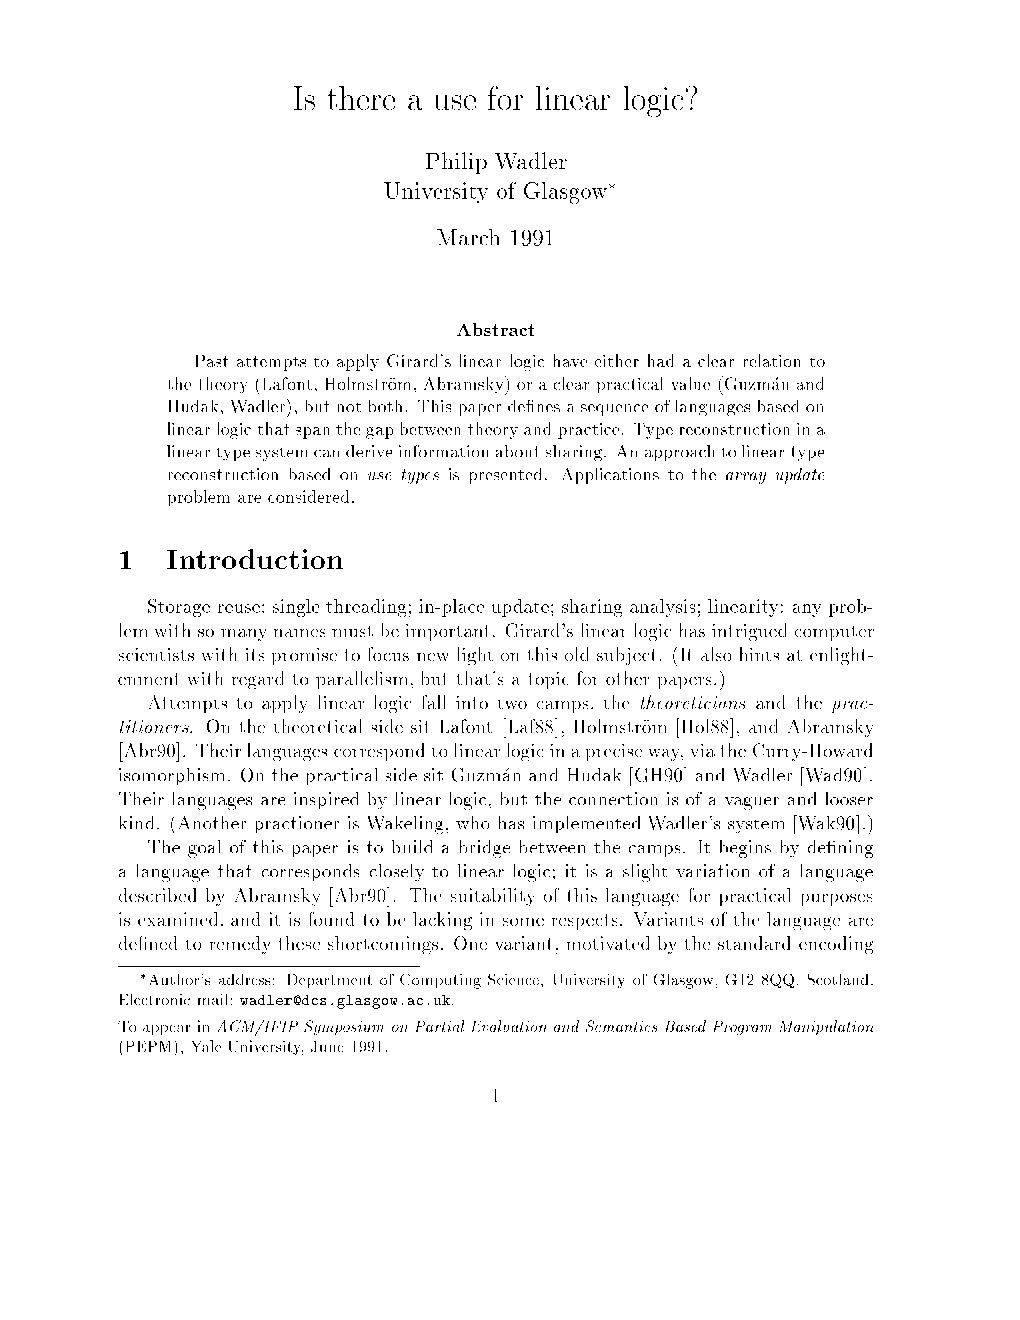 Is there a use for linear logic?
Philip Wadler
University of Glasgow*
March 1991
Abstract
Past attempts to apply Girard's linear logic have either had a clear relation to
the theory (Lafont, Holmström, Abramsky) or a clear practical value (Guzmán and
Hudak, Wadler), but not both. This paper defines a sequence of languages based on
linear logic that span the gap between theory and practice. Type reconstruction in a
linear type system can derive information about sharing. An approach to linear type
reconstruction based on use types is presented. Applications to the array update
problem are considered.
1 Introduction
Storage reuse; single threading; in-place update; sharing analysis; linearity: any prob-
lem with so many names must be important. Girard's linear logic has intrigued computer
scientists with its promise to focus new light on this old subject. (It also hints at enlight-
enment with regard to parallelism, but that's a topic for other papers.)
Attempts to apply linear logic fall into two camps, the theoreticians and the prac-
titioners. On the theoretical side sit Lafont [Laf88], Holmström [Hol88], and Abramsky
[Abr90]. Their languages correspond to linear logic in a precise way, via the Curry-Howard
isomorphism. On the practical side sit Guzmán and Hudak [GH90] and Wadler [Wad90].
Their languages are inspired by linear logic, but the connection is of a vaguer and looser
kind. (Another practioner is Wakeling, who has implemented Wadler's system [Wak90].)
The goal of this paper is to build a bridge between the camps. It begins by defining
a language that corresponds closely to linear logic; it is a slight variation of a language
described by Abramsky [Abr90]. The suitability of this language for practical purposes
is examined, and it is found to be lacking in some respects. Variants of the language are
defined to remedy these shortcomings. One variant, motivated by the standard encoding
*Author's address: Department of Computing Science, University of Glasgow, G12 8QQ, Scotland.
Electronic mail: wadler@dcs.glasgow.ac.uk.
To appear in ACM/IFIP Symposium on Partial Evaluation and Semantics Based Program Manipulation
(PEPM), Yale University, June 1991.
1